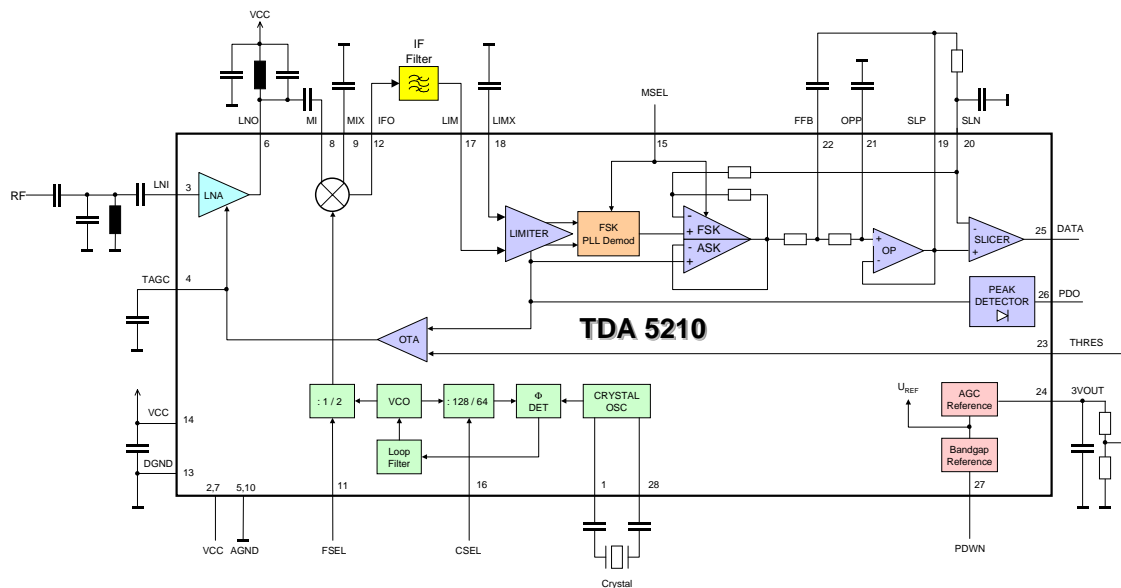 VCC
IF
Filter
MSEL
LNO
MI
MIX
IFO
LIM
LIMX
FFB
OPP
SLP
SLN
6
8
9
12
17
18
15
22
21
19
20
RF
LNI
3
LNA
LIMITER
FSK
PLL Demod
-
+
FSK
-
ASK
+
+
OP
-
-
SLICER
+
25
DATA
TAGC
4
PEAK
DETECTOR
26
PDO
TDA 5210
OTA
23
THRES
: 1 / 2
VCO
: 128 / 64
Φ
DET
CRYSTAL
OSC
UREF
AGC
Reference
24
3VOUT
VCC
14
Loop
Filter
Bandgap
Reference
DGND
13
2,7
5,10
11
16
1
28
27
VCC
AGND
FSEL
CSEL
PDWN
Crystal